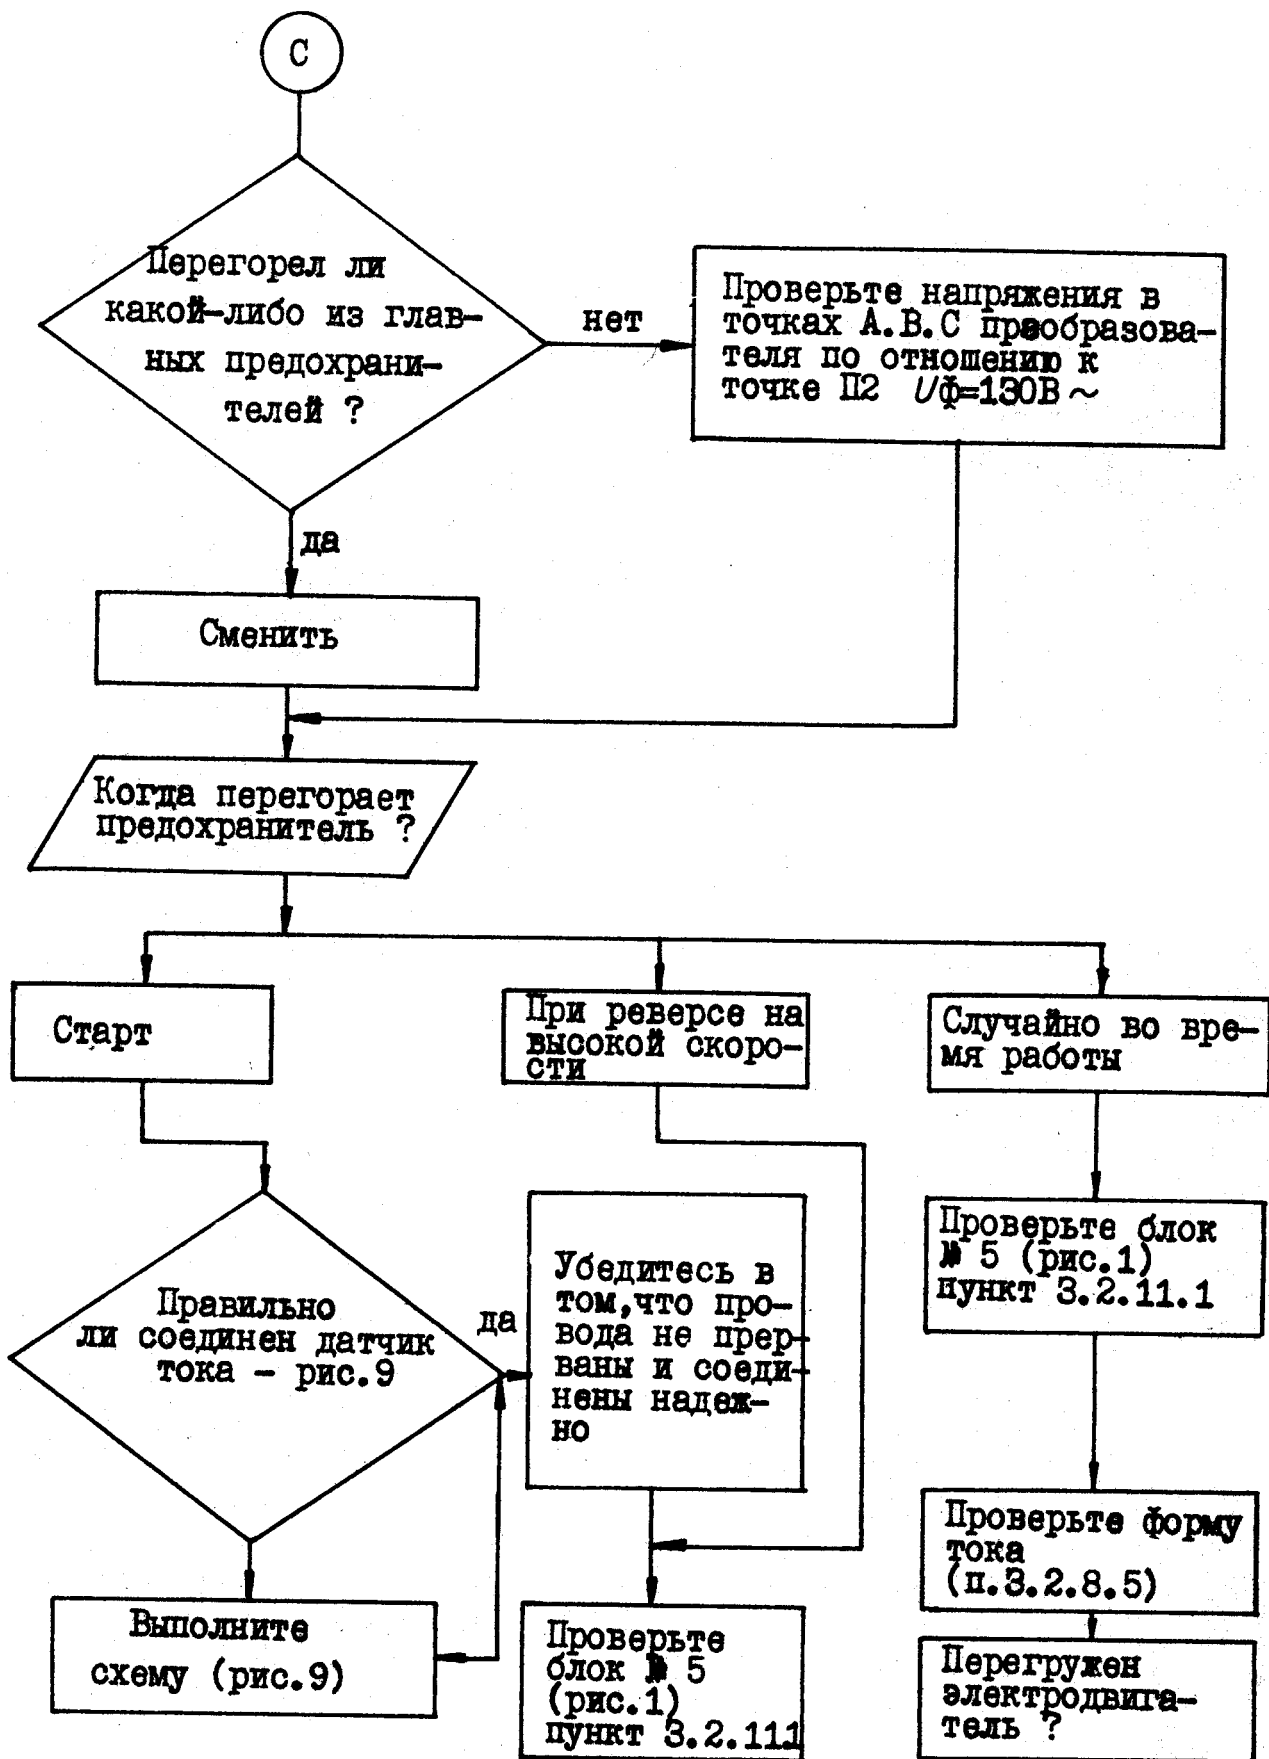 С
Перегорел ли
какой-либо из глав-
ных предохрани-
телей ?
нет
Проверьте напряжения в
точках А.В.С преобразова-
теля по отношению к
точке П2 Uф=130В ~
да
Сменить
Когда перегорает
предохранитель ?
Старт
При реверсе на
высокой скоро-
сти
Случайно во вре-
мя работы
Правильно
ли соединен датчик
тока - рис.9
да
Убедитесь в
том,что про-
вода не прер-
ваны и соеди-
нены надеж-
но
Проверьте блок
№ 5 (рис.1)
пункт 3.2.11.1
Выполните
схему (рис.9)
Проверьте
блок № 5
(рис.1)
пункт 3.2.11.1
Проверьте форму
тока
(п.3.2.8.5)
Перегружен
электродвига-
тель ?